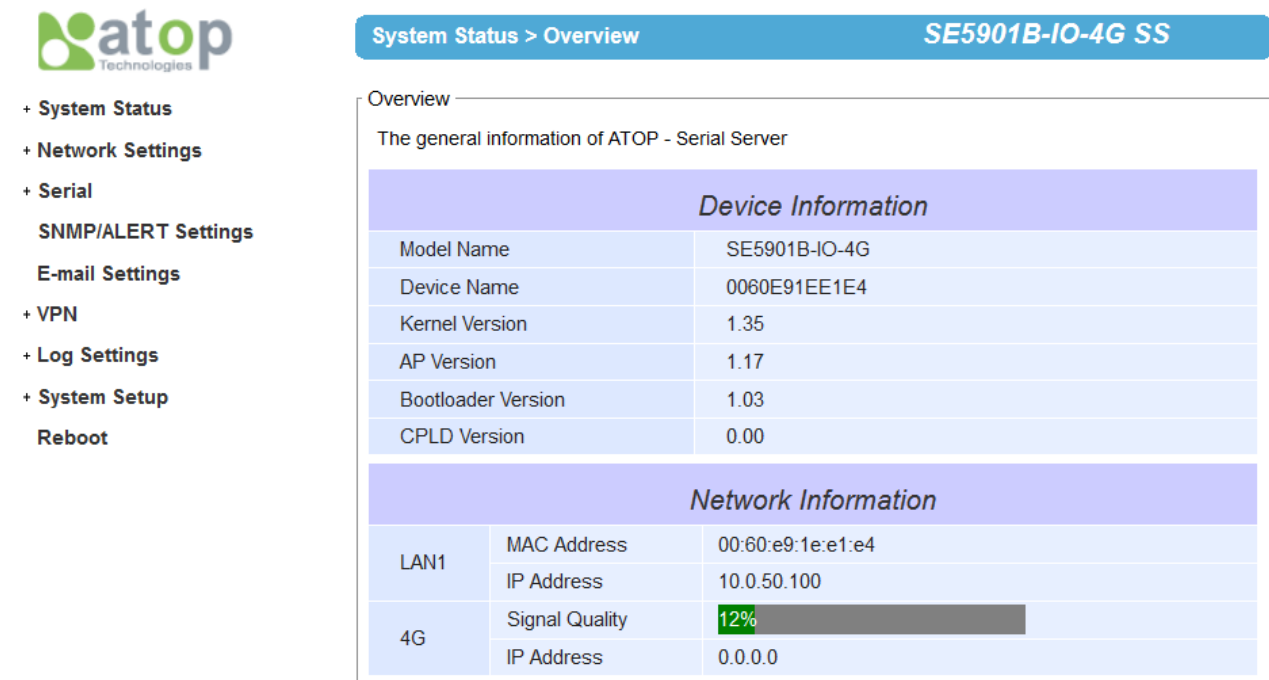 atop
Technologies
+ System Status
+ Network Settings
+ Serial
SNMP/ALERT Settings
E-mail Settings
+ VPN
+ Log Settings
+ System Setup
Reboot
System Status > Overview
SE5901B-IO-4G SS
Overview
The general information of ATOP - Serial Server
Device Information
Model Name SE5901B-IO-4G
Device Name 0060E91EE1E4
Kernel Version 1.35
AP Version 1.17
Bootloader Version 1.03
CPLD Version 0.00
Network Information
LAN1
MAC Address 00:60:e9:1e:e1:e4
IP Address 10.0.50.100
4G
Signal Quality 12%
IP Address 0.0.0.0